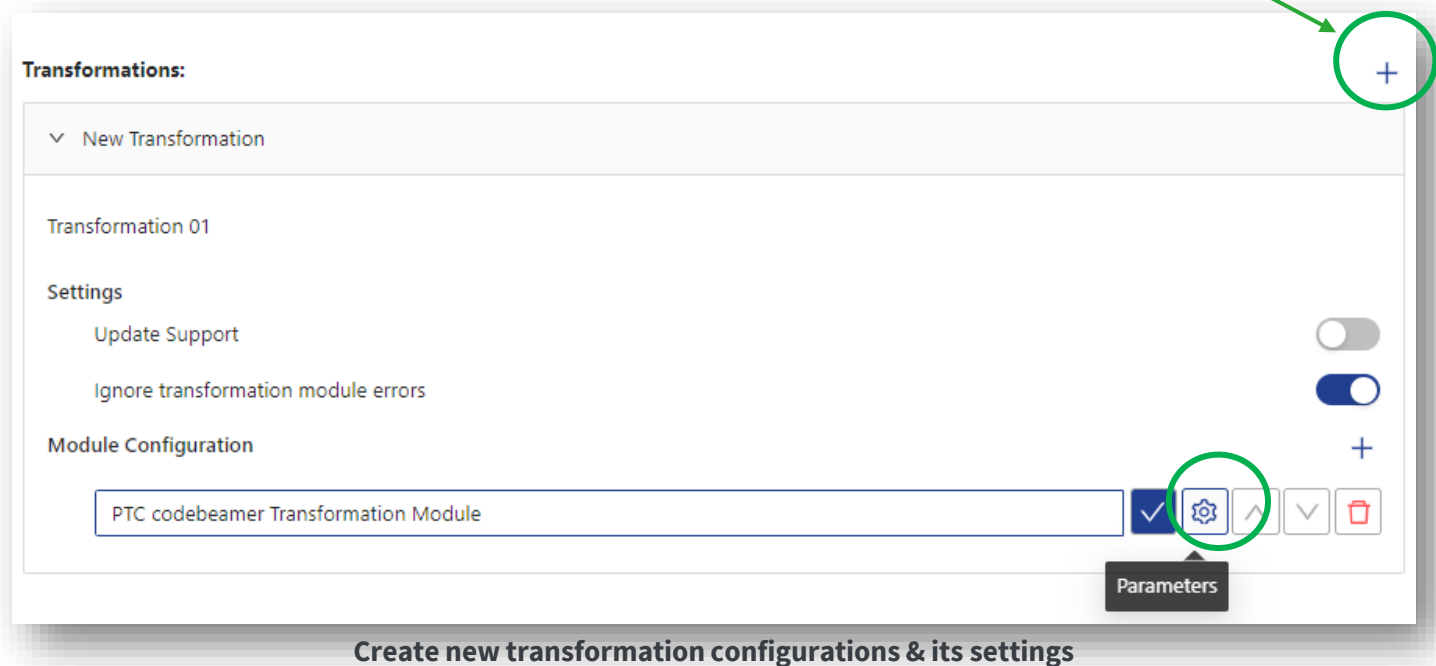 Transformations:
New Transformation
Transformation 01
Settings
Update Support
Ignore transformation module errors
Module Configuration
PTC codebeamer Transformation Module
Parameters
Create new transformation configurations & its settings